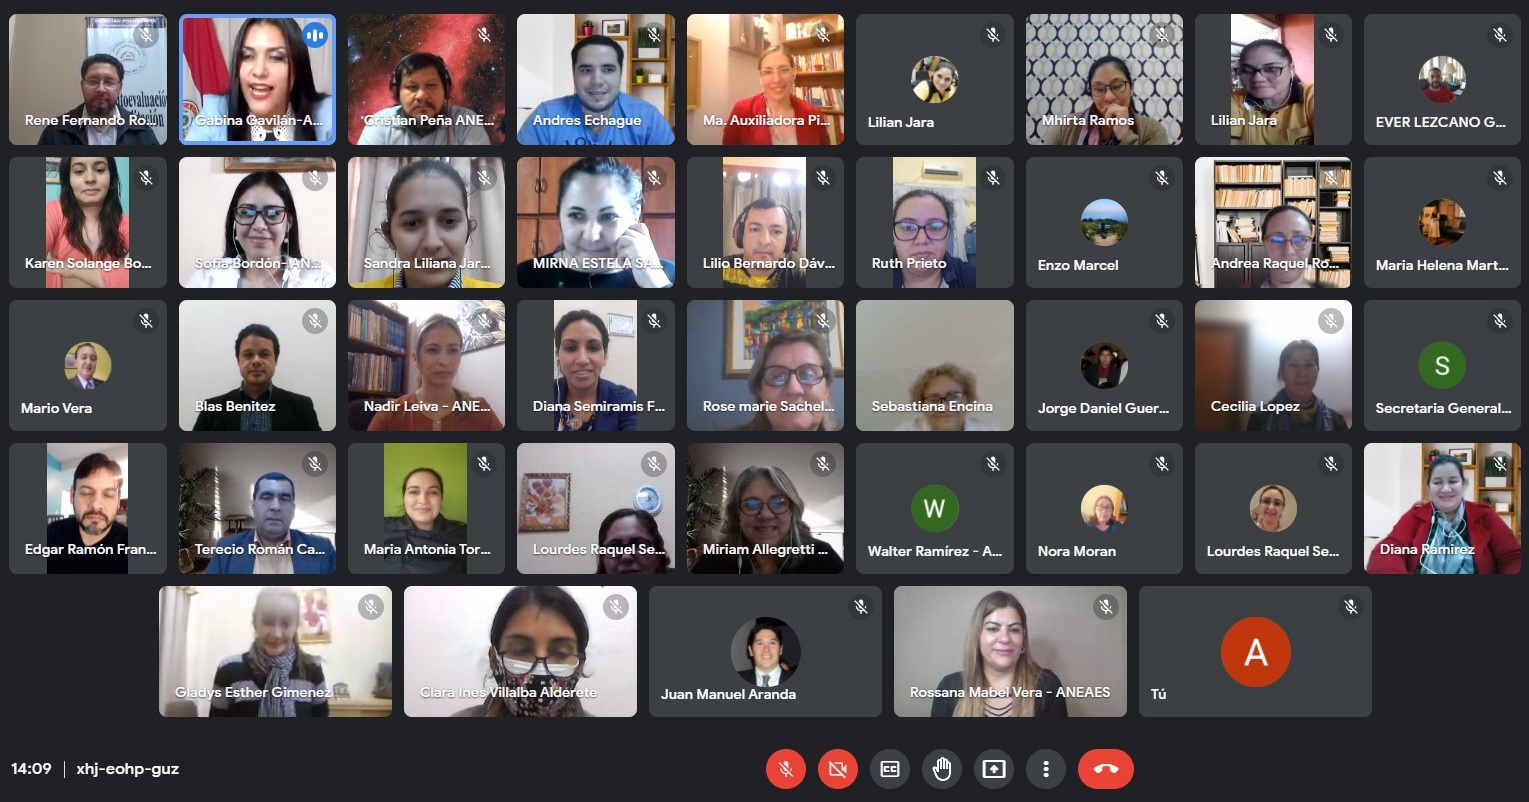 Rene Fernando Ro...
Gabina Gavilán-A...
Cristian Peña ANE...
Andres Echague
Ma. Auxiliadora Pi...
Lilian Jara
Mhirta Ramos
Lilian Jara
EVER LEZCANO G...
Karen Solange Bo...
Sofia Bordón- AN...
Sandra Liliana Jar...
MIRNA ESTELA SA...
Lilio Bernardo Dáv...
Ruth Prieto
Enzo Marcel
Andrea Raquel Ro...
Maria Helena Mart...
Mario Vera
Blas Benitez
Nadir Leiva - ANE...
Diana Semiramis F...
Rose marie Sachel...
Sebastiana Encina
Jorge Daniel Guer...
Cecilia Lopez
S
Secretaria General...
Edgar Ramón Fran...
Terecio Román Ca...
Maria Antonia Tor...
Lourdes Raquel Se...
Miriam Allegretti ...
W
Walter Ramírez - A...
Nora Moran
Lourdes Raquel Se...
Diana Ramirez
Gladys Esther Gimenez
Clara Ines Villalba Alderete
Juan Manuel Aranda
Rossana Mabel Vera - ANEAES
A
Tú
14:09 | xhj-eohp-guz
CC